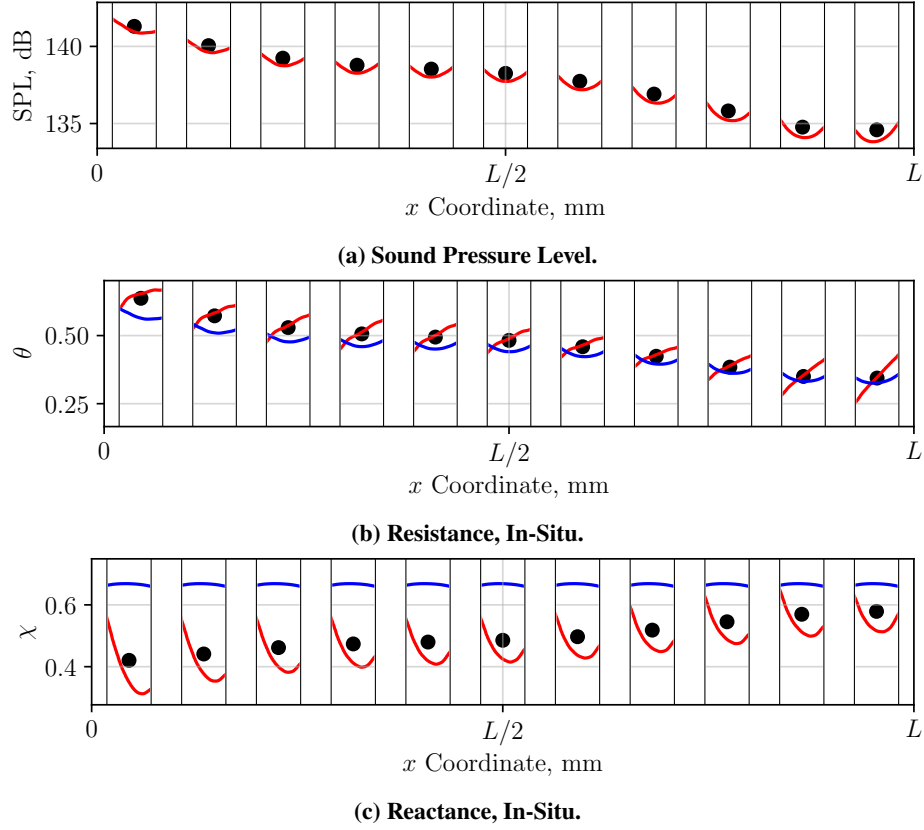 140
135
SPL, dB
0
L/2
L
x Coordinate, mm
(a) Sound Pressure Level.
0.50
0.25
θ
0
L/2
L
x Coordinate, mm
(b) Resistance, In-Situ.
0.6
0.4
χ
0
L/2
L
x Coordinate, mm
(c) Reactance, In-Situ.